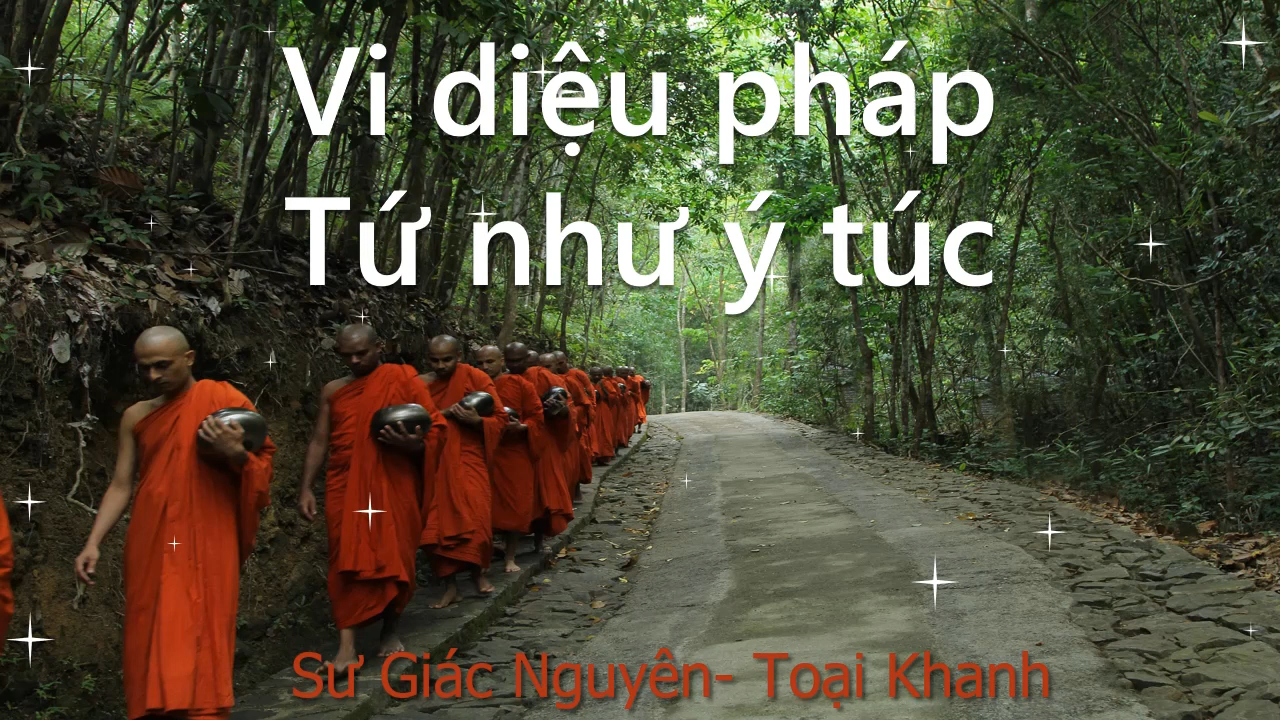 Vi diệu pháp
Tứ như ý túc
Sư Giác Nguyên- Toại Khanh